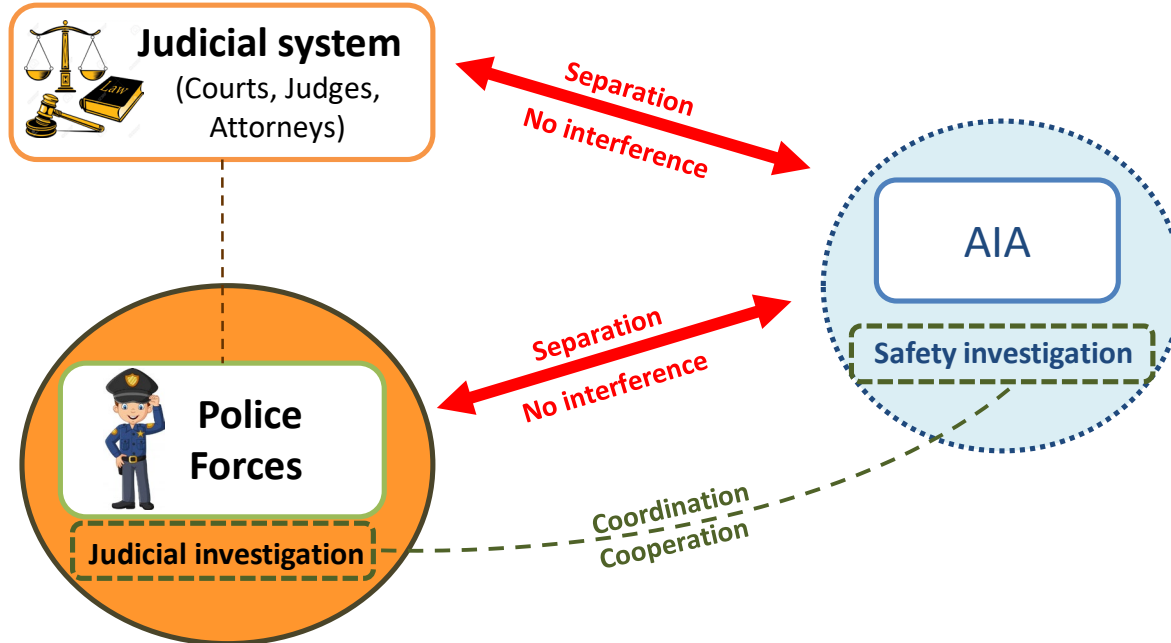 Judicial system
(Courts, Judges,
Attorneys)
Law
Separation
No interference
AIA
Safety investigation
Separation
No interference
Police
Forces
Judicial investigation
Coordination
Cooperation